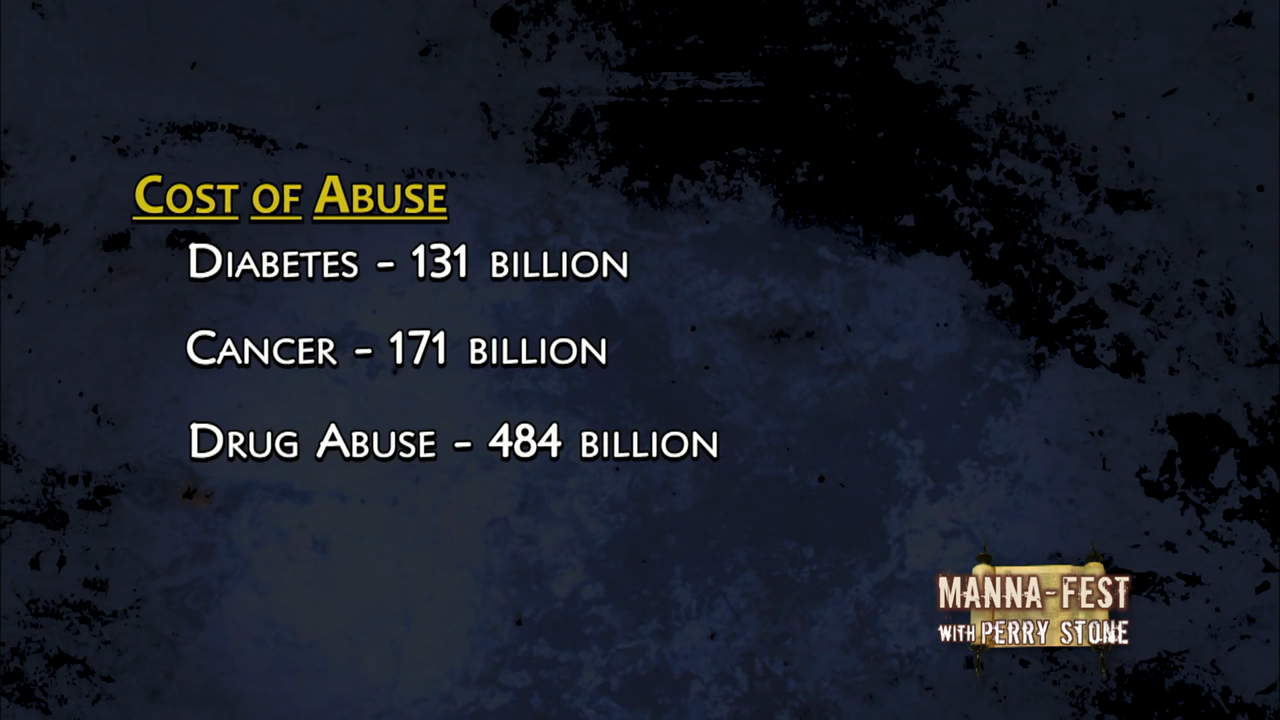 Cost of Abuse
Diabetes - 131 billion
Cancer - 171 billion
Drug Abuse - 484 billion
MANNA-FEST
WITH PERRY STONE